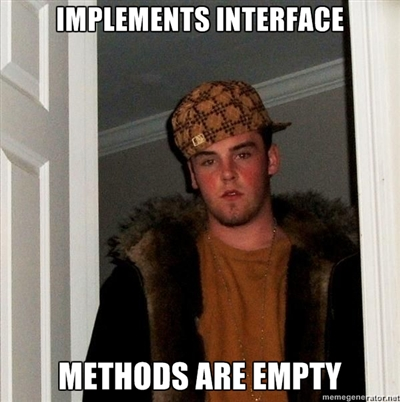 IMPLEMENTS INTERFACE
METHODS ARE EMPTY
memegenerator.net